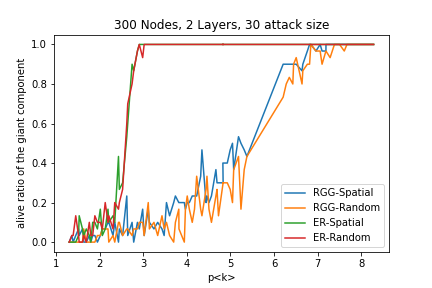 300 Nodes, 2 Layers, 30 attack size
alive ratio of the giant component
1.0
0.8
0.6
0.4
0.2
0.0
RGG-Spatial
RGG-Random
ER-Spatial
ER-Random
1 2 3 4 5 6 7 8
p<k>